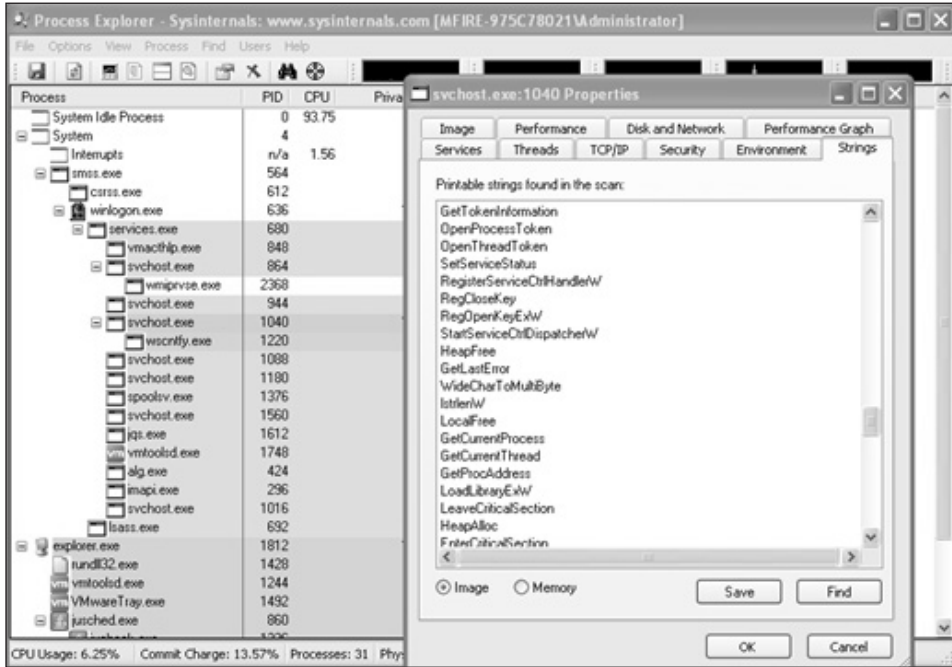 Process Explorer - Sysinternals: www.sysinternals.com [MFIRE-975C78021\Administrator]
File Options View Process Find Users Help
Process PID CPU Priva
System Idle Process 0 93.75
System 4
Interrupts n/a 1.56
smss.exe 564
csrss.exe 612
winlogon.exe 636
services.exe 680
vmacthlp.exe 848
svchost.exe 864
wmiprvse.exe 2368
svchost.exe 944
svchost.exe 1040
wscntfy.exe 1220
svchost.exe 1088
svchost.exe 1180
spoolsv.exe 1376
svchost.exe 1560
jqs.exe 1612
vmtoolsd.exe 1748
alg.exe 424
imapi.exe 296
svchost.exe 1016
lsass.exe 692
explorer.exe 1812
rundll32.exe 1428
vmtoolsd.exe 1244
VMwareTray.exe 1492
jusched.exe 860
CPU Usage: 6.25% Commit Charge: 13.57% Processes: 31 Phy
svchost.exe:1040 Properties
Image Performance Disk and Network Performance Graph
Services Threads TCP/IP Security Environment Strings
Printable strings found in the scan:
GetTokenInformation
OpenProcessToken
OpenThreadToken
SetServiceStatus
RegisterServiceCtrlHandlerW
RegCloseKey
RegOpenKeyExW
StartServiceCtrlDispatcherW
HeapFree
GetLastError
WideCharToMultiByte
lstrlenW
LocalFree
GetCurrentProcess
GetCurrentThread
GetProcAddress
LoadLibraryExW
LeaveCriticalSection
HeapAlloc
EnterCriticalSection
Image Memory Save Find
OK Cancel